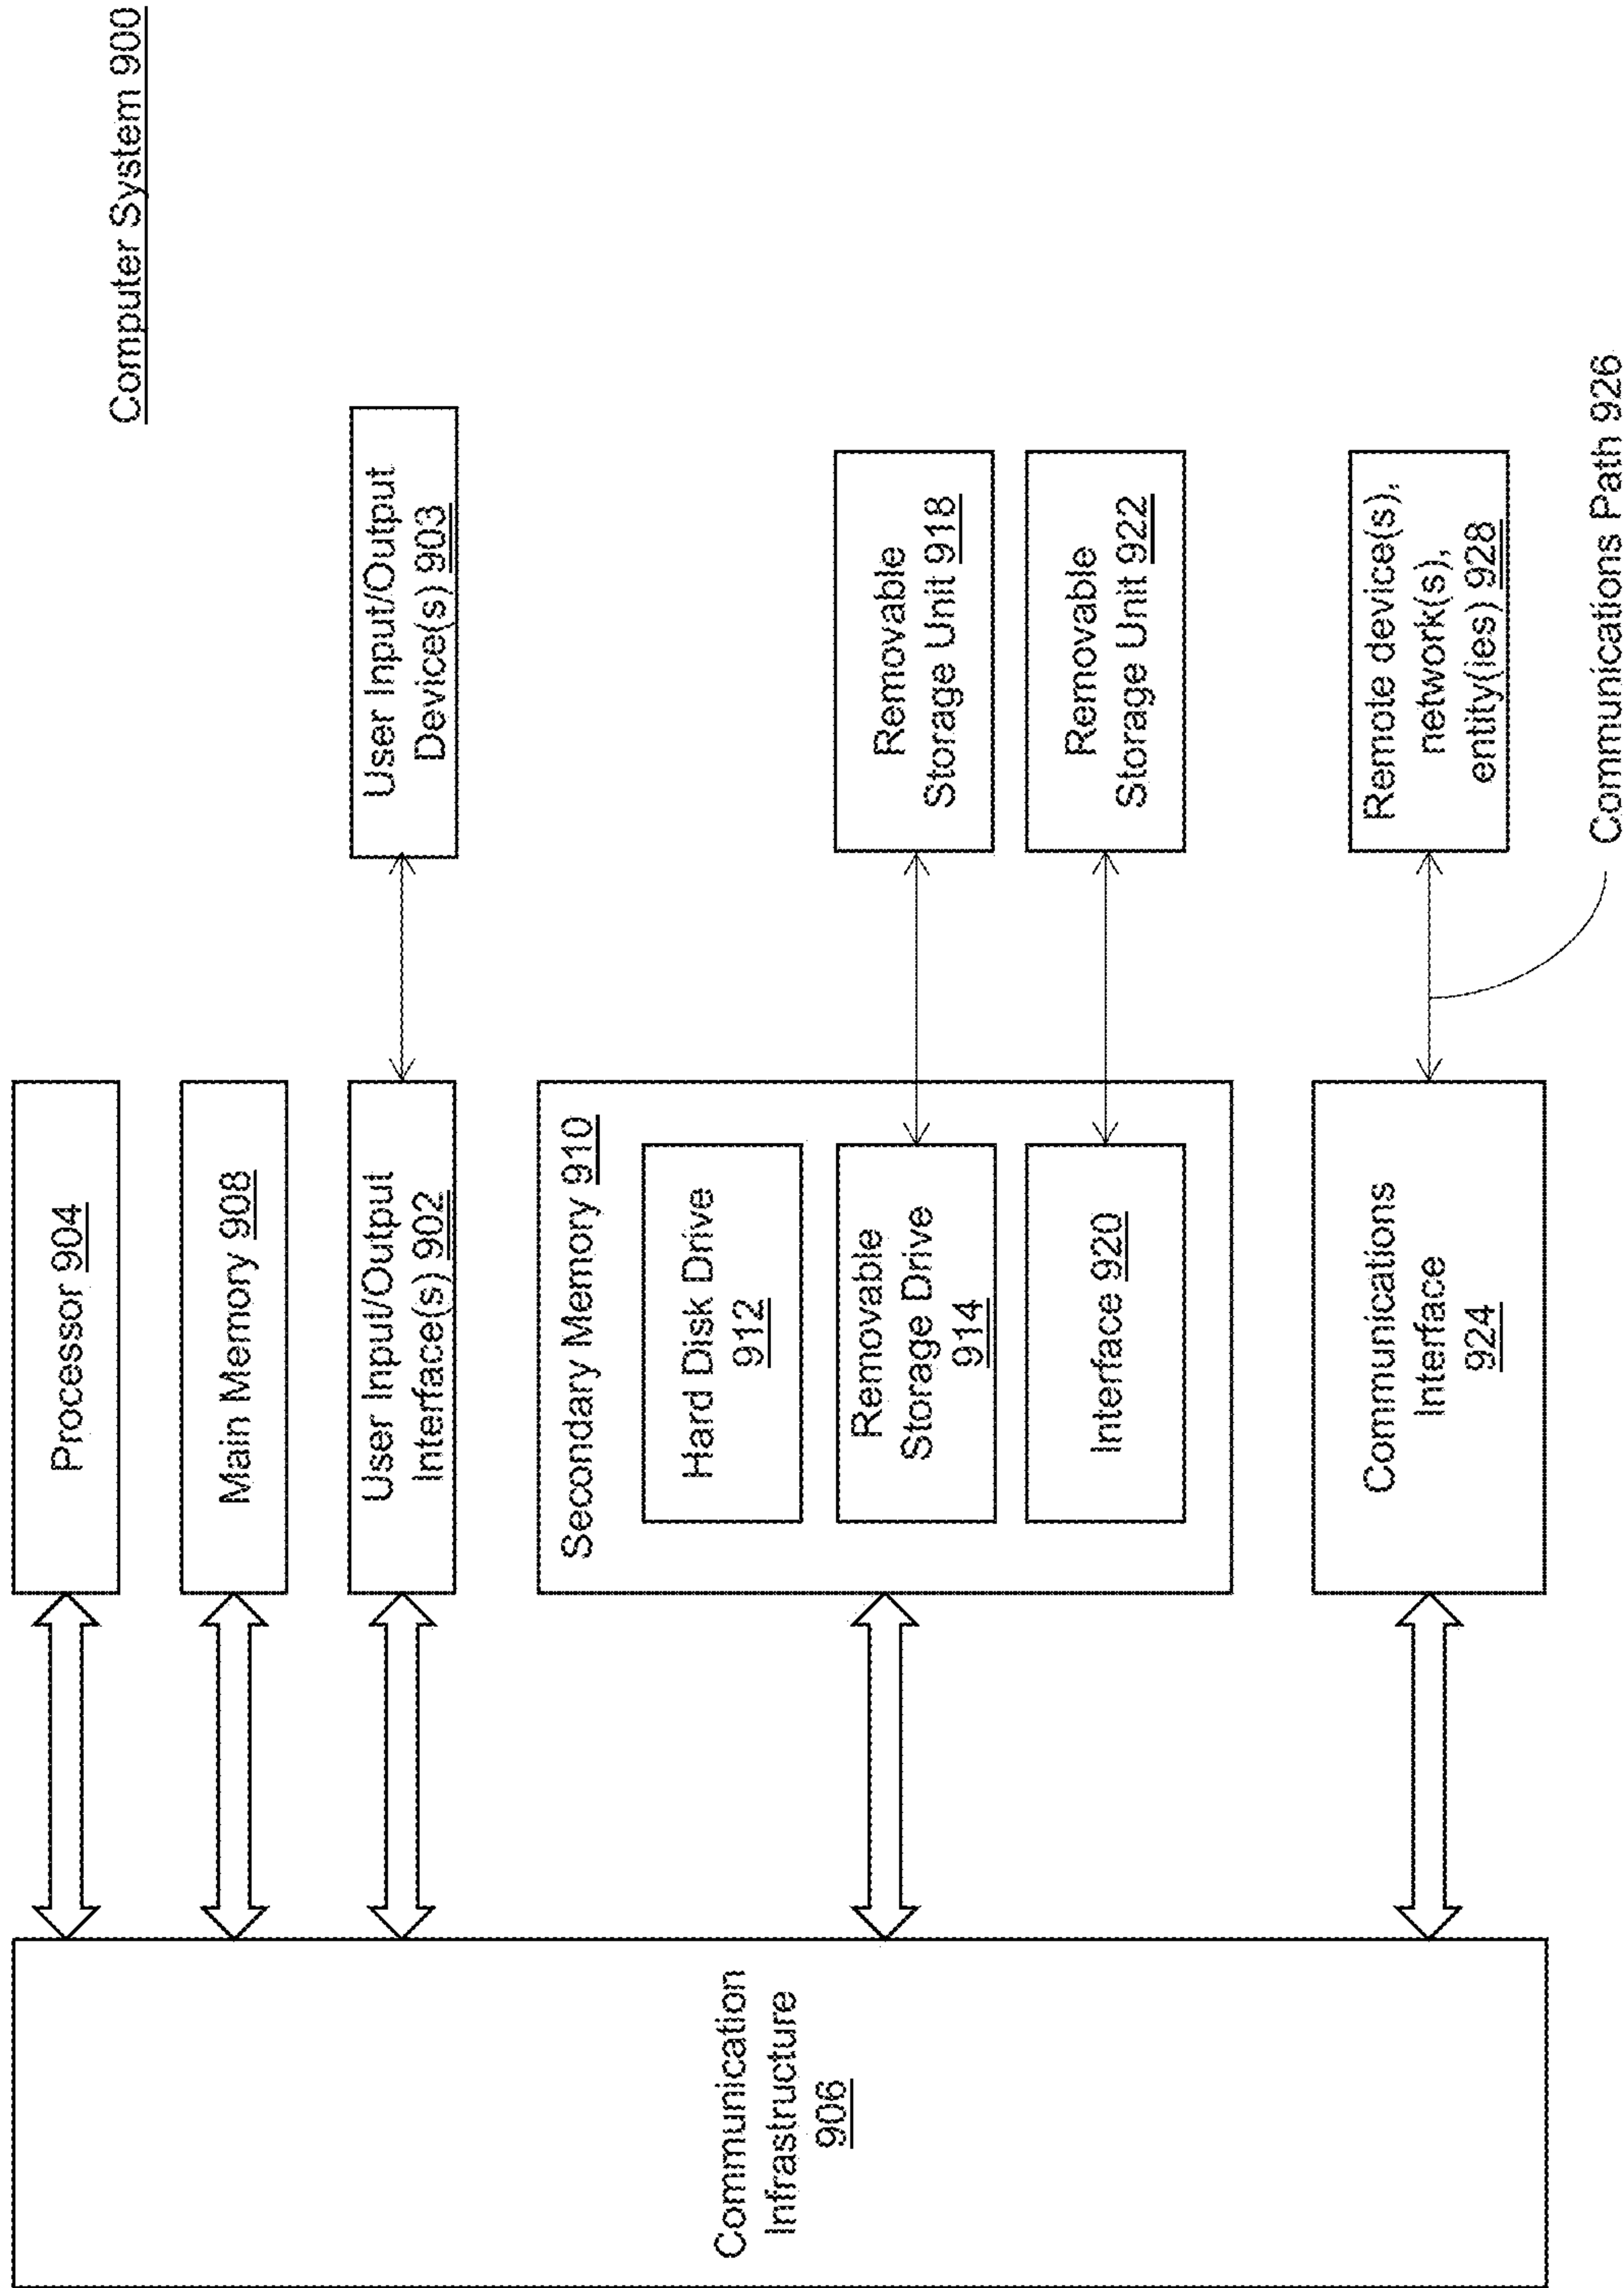 Computer System 900
Processor 904
Main Memory 908
User Input/Output
Interface(s) 902
User Input/Output
Device(s) 903
Communication
Infrastructure
906
Secondary Memory 910
Hard Disk Drive
912
Removable
Storage Drive
914
Removable
Storage Unit 918
Interface 920
Removable
Storage Unit 922
Communications
Interface
924
Remote device(s),
network(s),
entity(ies) 928
Communications Path 926